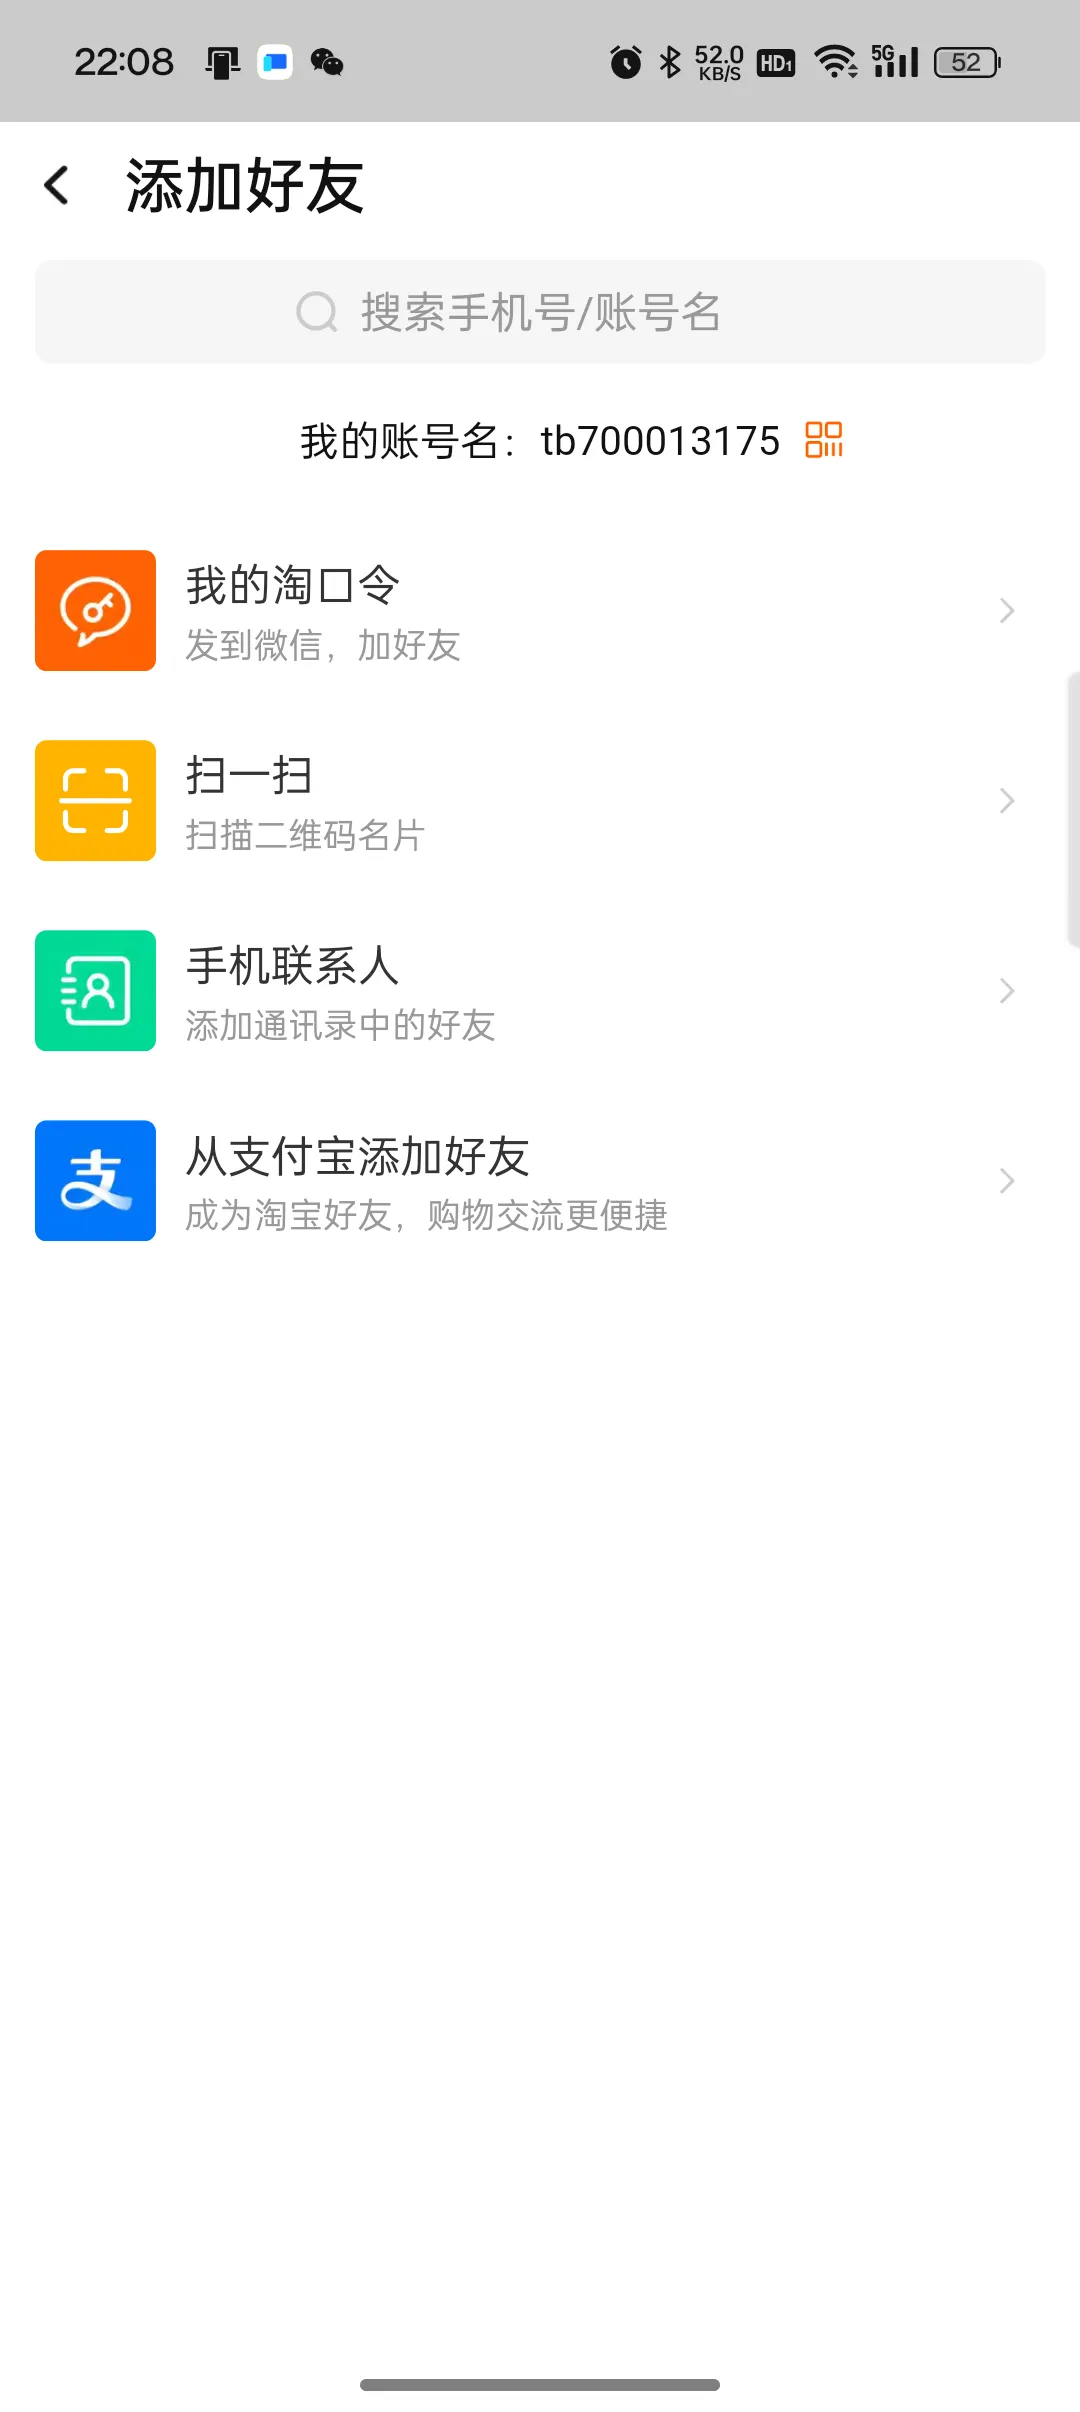 22:08 52.0 KB/S HD1 5G 52
添加好友
搜索手机号/账号名
我的账号名：tb700013175
我的淘口令
发到微信，加好友
扫一扫
扫描二维码名片
手机联系人
添加通讯录中的好友
支
从支付宝添加好友
成为淘宝好友，购物交流更便捷